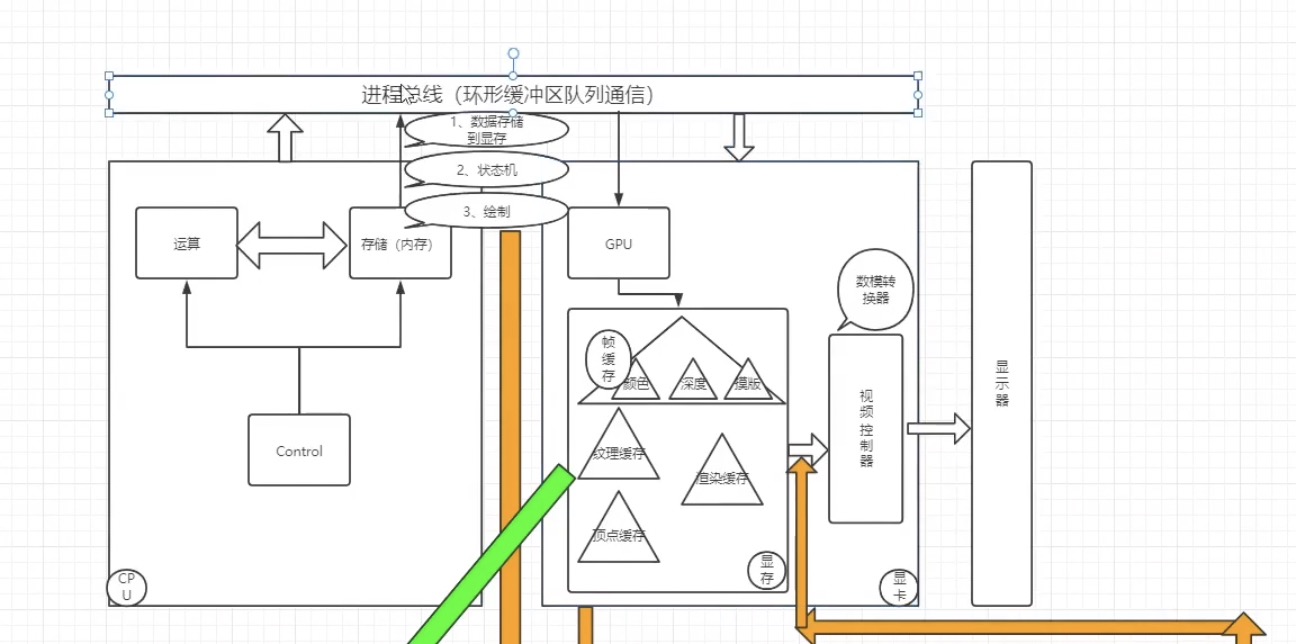 进程总线（环形缓冲区队列通信）
1、数据存储
到显存
2、状态机
3、绘制
运算
存储（内存）
GPU
数模转
换器
帧
缓
存
颜色
深度
摸版
视
频
控
制
器
显
示
器
Control
纹理缓存
渲染缓存
顶点缓存
显
存
CP
U
显
卡